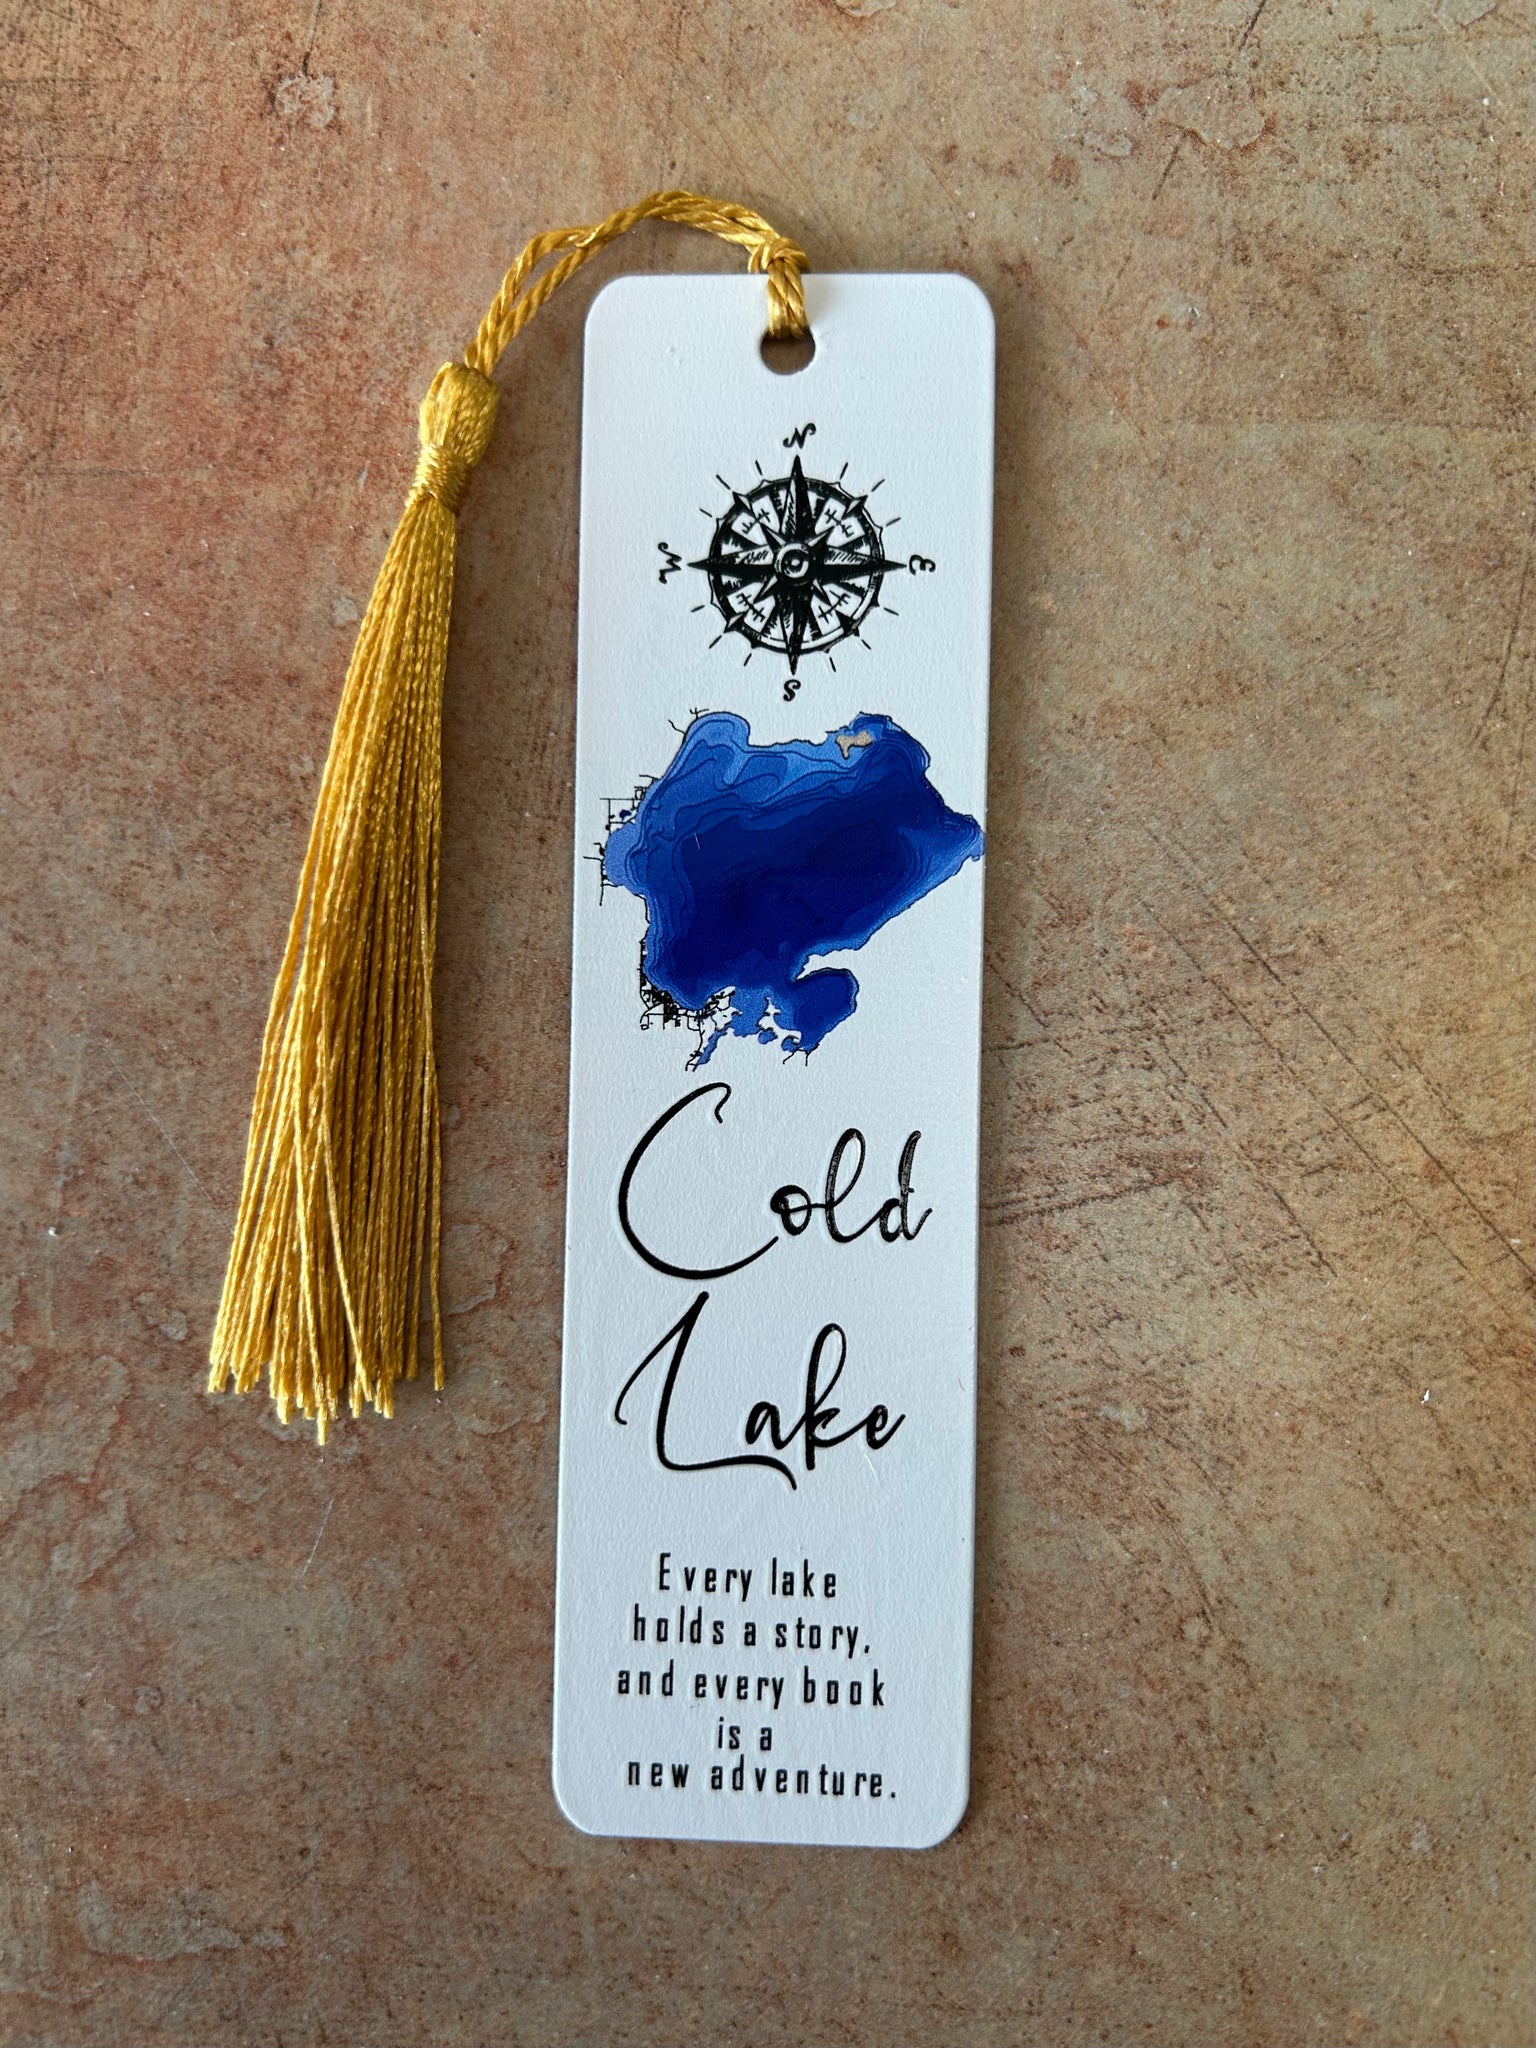 N
W E
S
Cold
Lake
Every lake
holds a story,
and every book
is a
new adventure.